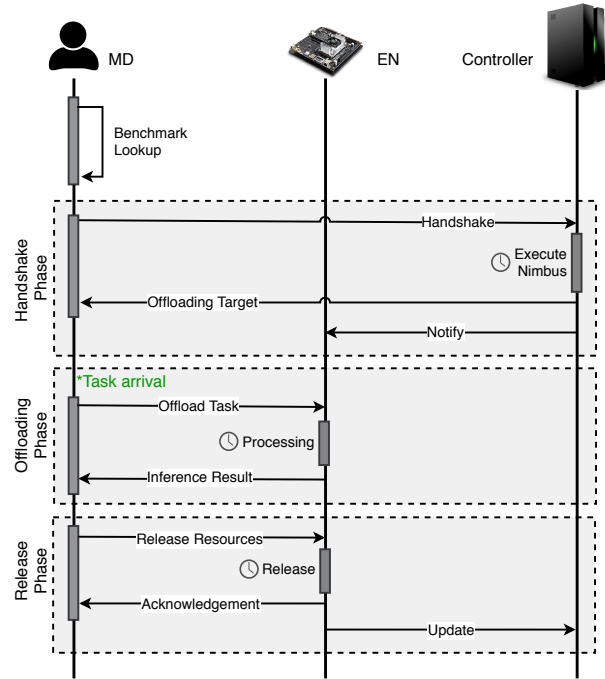 MD
EN
Controller
Benchmark
Lookup
Handshake
Phase
Handshake
Execute
Nimbus
Offloading Target
Notify
Offloading
Phase
*Task arrival
Offload Task
Processing
Inference Result
Release
Phase
Release Resources
Release
Acknowledgement
Update